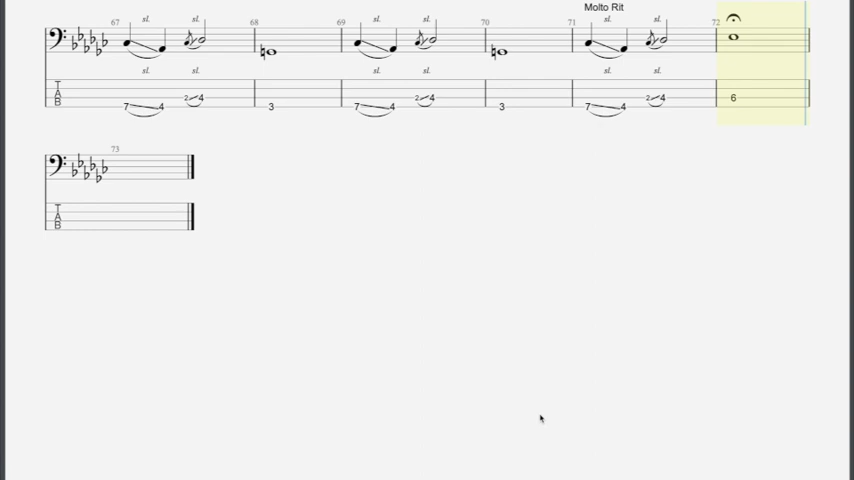 Molto Rit
67 68 69 70 71 72
sl. sl. sl. sl. sl. sl.
sl. sl. sl. sl. sl. sl.
T 2 4 2 4 2 4 6
A
B 7 4 3 7 4 3 7 4
73
T
A
B